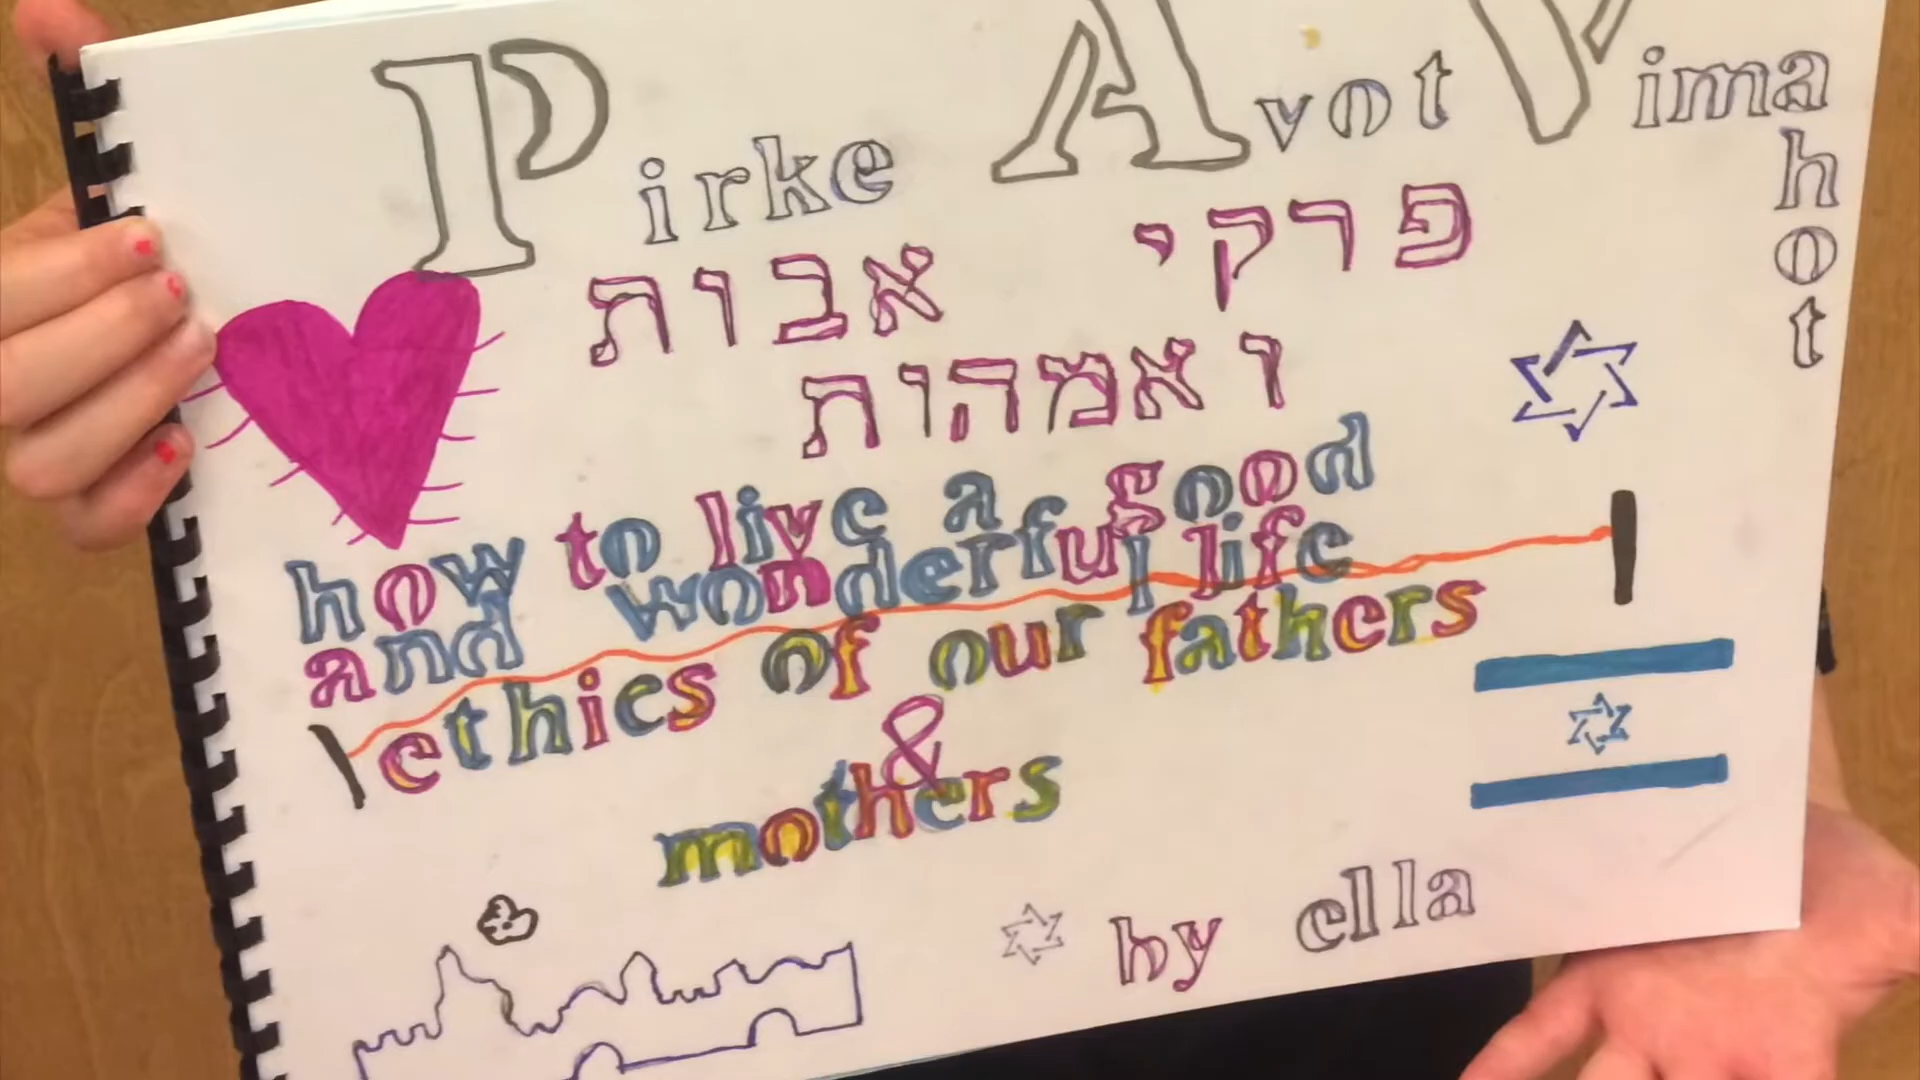 Pirke Avot Vimahot
פרקי אבות
ואמהות
how to live a good
and wonderful life
ethics of our fathers
&
mothers
by ella